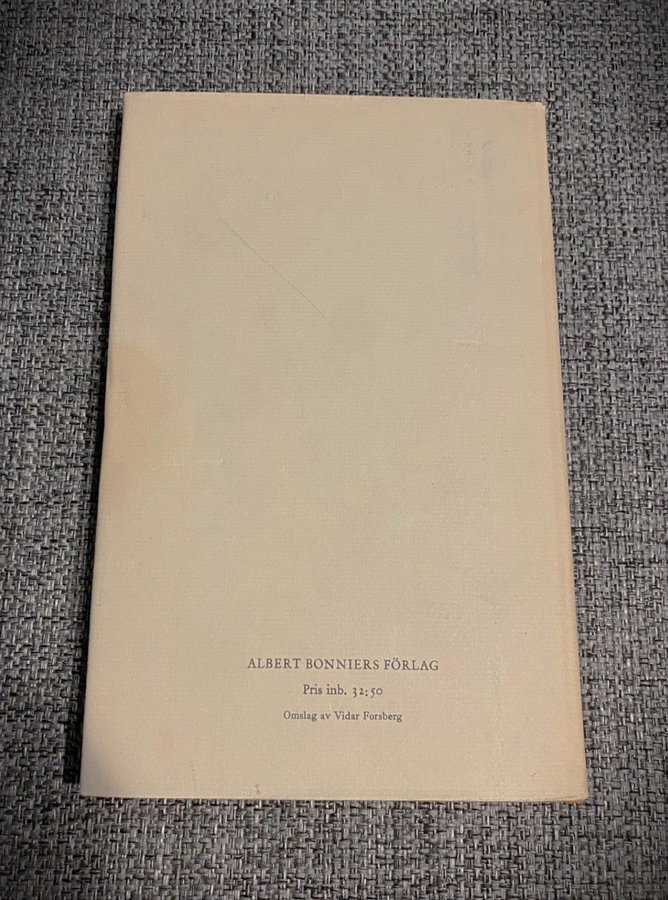 ALBERT BONNIERS FÖRLAG
Pris inb. 32:50
Omslag av Vidar Forsberg